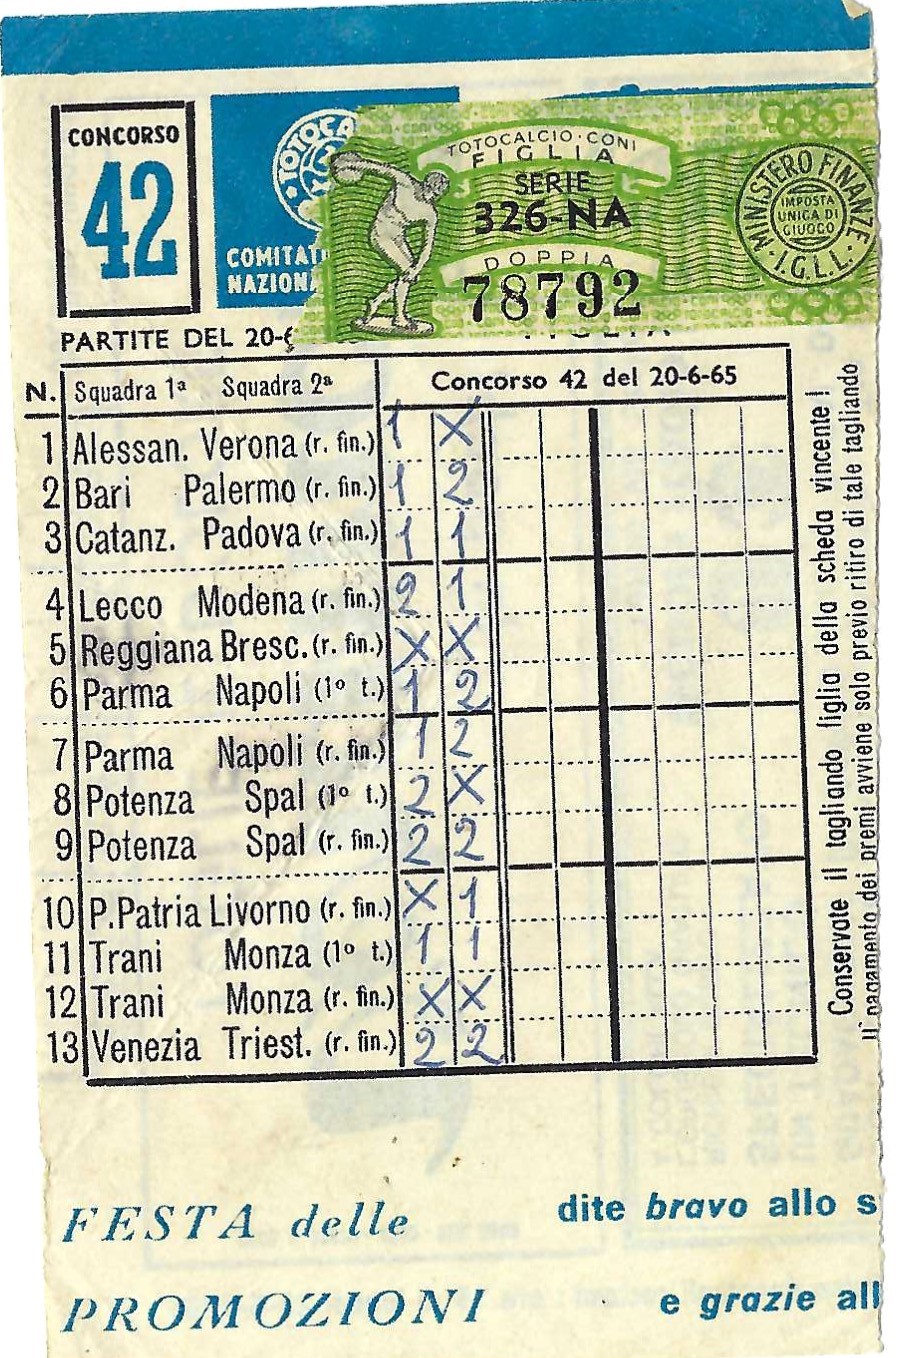 CONCORSO
42
TOTOCA
COMITAT
NAZION
TOTOCALCIO·CONI
FIGLIA
SERIE
326-NA
DOPPIA
78792
MINISTERO FINANZE
IMPOSTA
UNICA DI
GIUOCO
·I.G.L.L.·
PARTITE DEL 20-6
N. Squadra 1ª Squadra 2ª Concorso 42 del 20-6-65
1 Alessan. Verona (r. fin.) 1 X
2 Bari Palermo (r. fin.) 1 2
3 Catanz. Padova (r. fin.) 1 1
4 Lecco Modena (r. fin.) 2 1
5 Reggiana Bresc. (r. fin.) X X
6 Parma Napoli (1º t.) 1 2
7 Parma Napoli (r. fin.) 1 2
8 Potenza Spal (1º t.) 2 X
9 Potenza Spal (r. fin.) 2 2
10 P.Patria Livorno (r. fin.) X 1
11 Trani Monza (1º t.) 1 1
12 Trani Monza (r. fin.) X X
13 Venezia Triest. (r. fin.) 2 2
Conservate il tagliando figlia della scheda vincente !
Il pagamento dei premi avviene solo previo ritiro di tale tagliando
FESTA delle
PROMOZIONI
dite bravo allo s
e grazie all